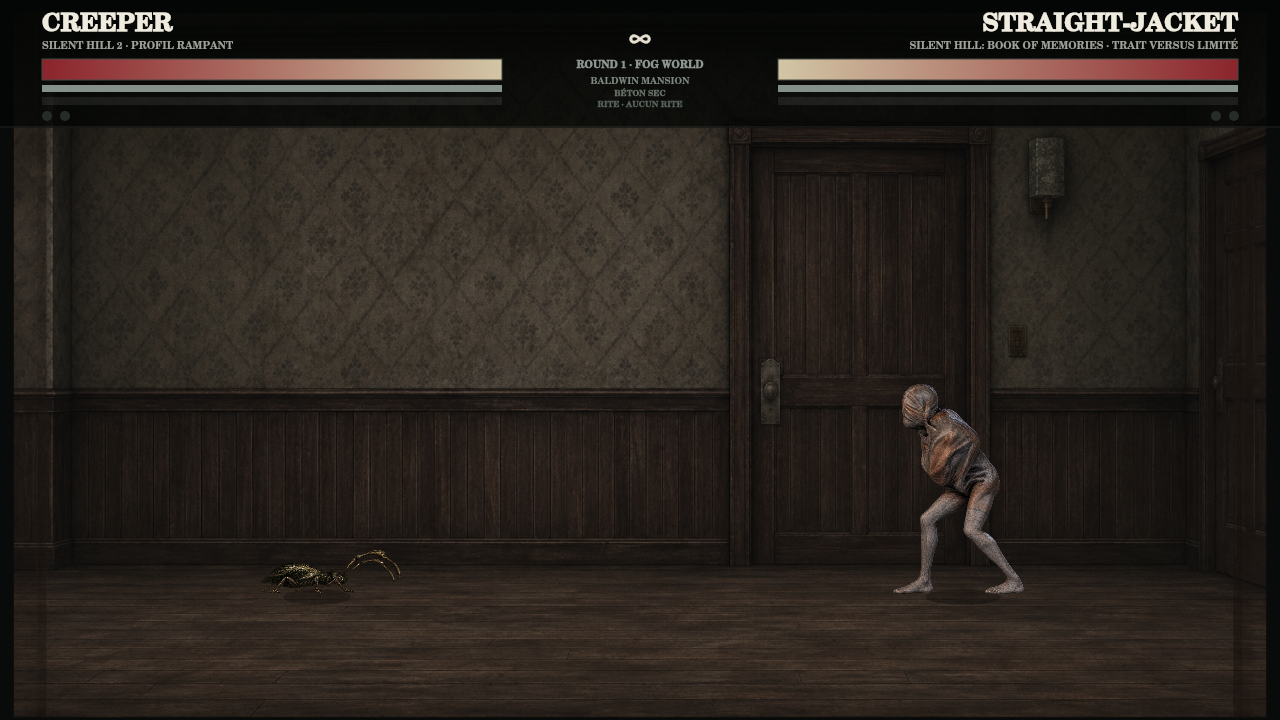 CREEPER
SILENT HILL 2 · PROFIL RAMPANT
∞
ROUND 1 · FOG WORLD
BALDWIN MANSION
BÉTON SEC
RITE · AUCUN RITE
STRAIGHT-JACKET
SILENT HILL: BOOK OF MEMORIES · TRAIT VERSUS LIMITÉ